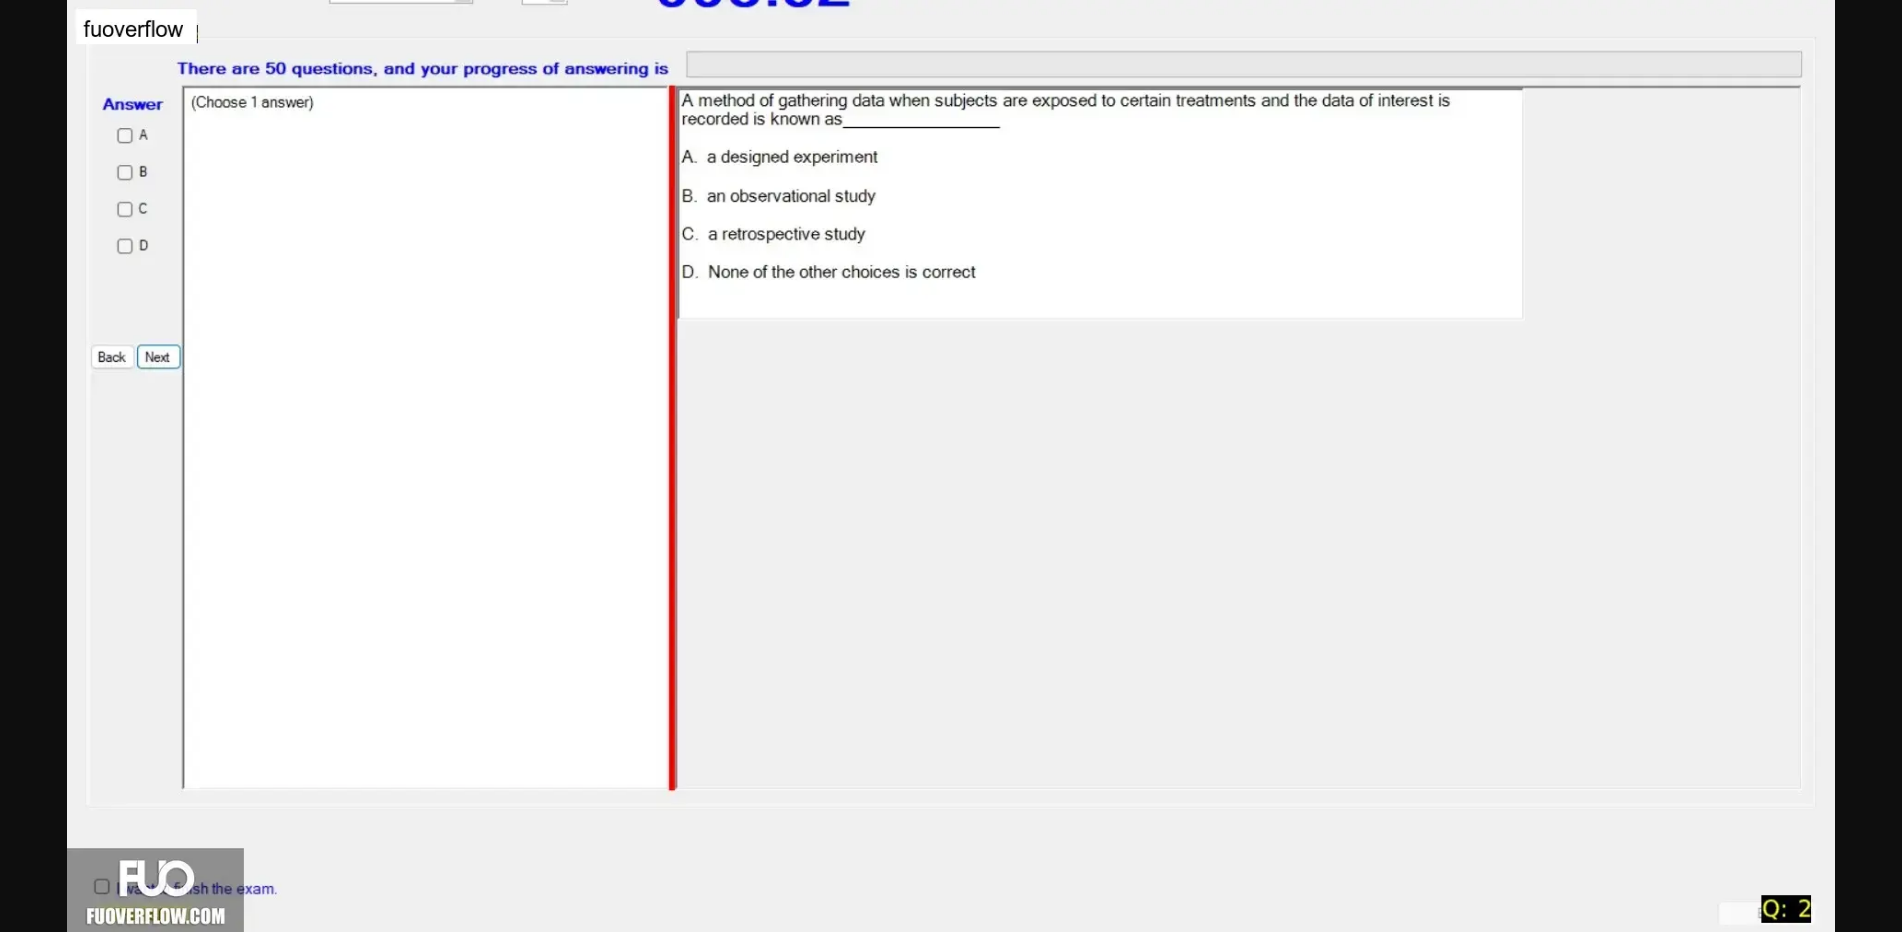 fuoverflow
There are 50 questions, and your progress of answering is
Answer
(Choose 1 answer)
A
B
C
D
Back Next
A method of gathering data when subjects are exposed to certain treatments and the data of interest is
recorded is known as
A. a designed experiment
B. an observational study
C. a retrospective study
D. None of the other choices is correct
FUO
finish the exam.
FUOVERFLOW.COM
Q: 2